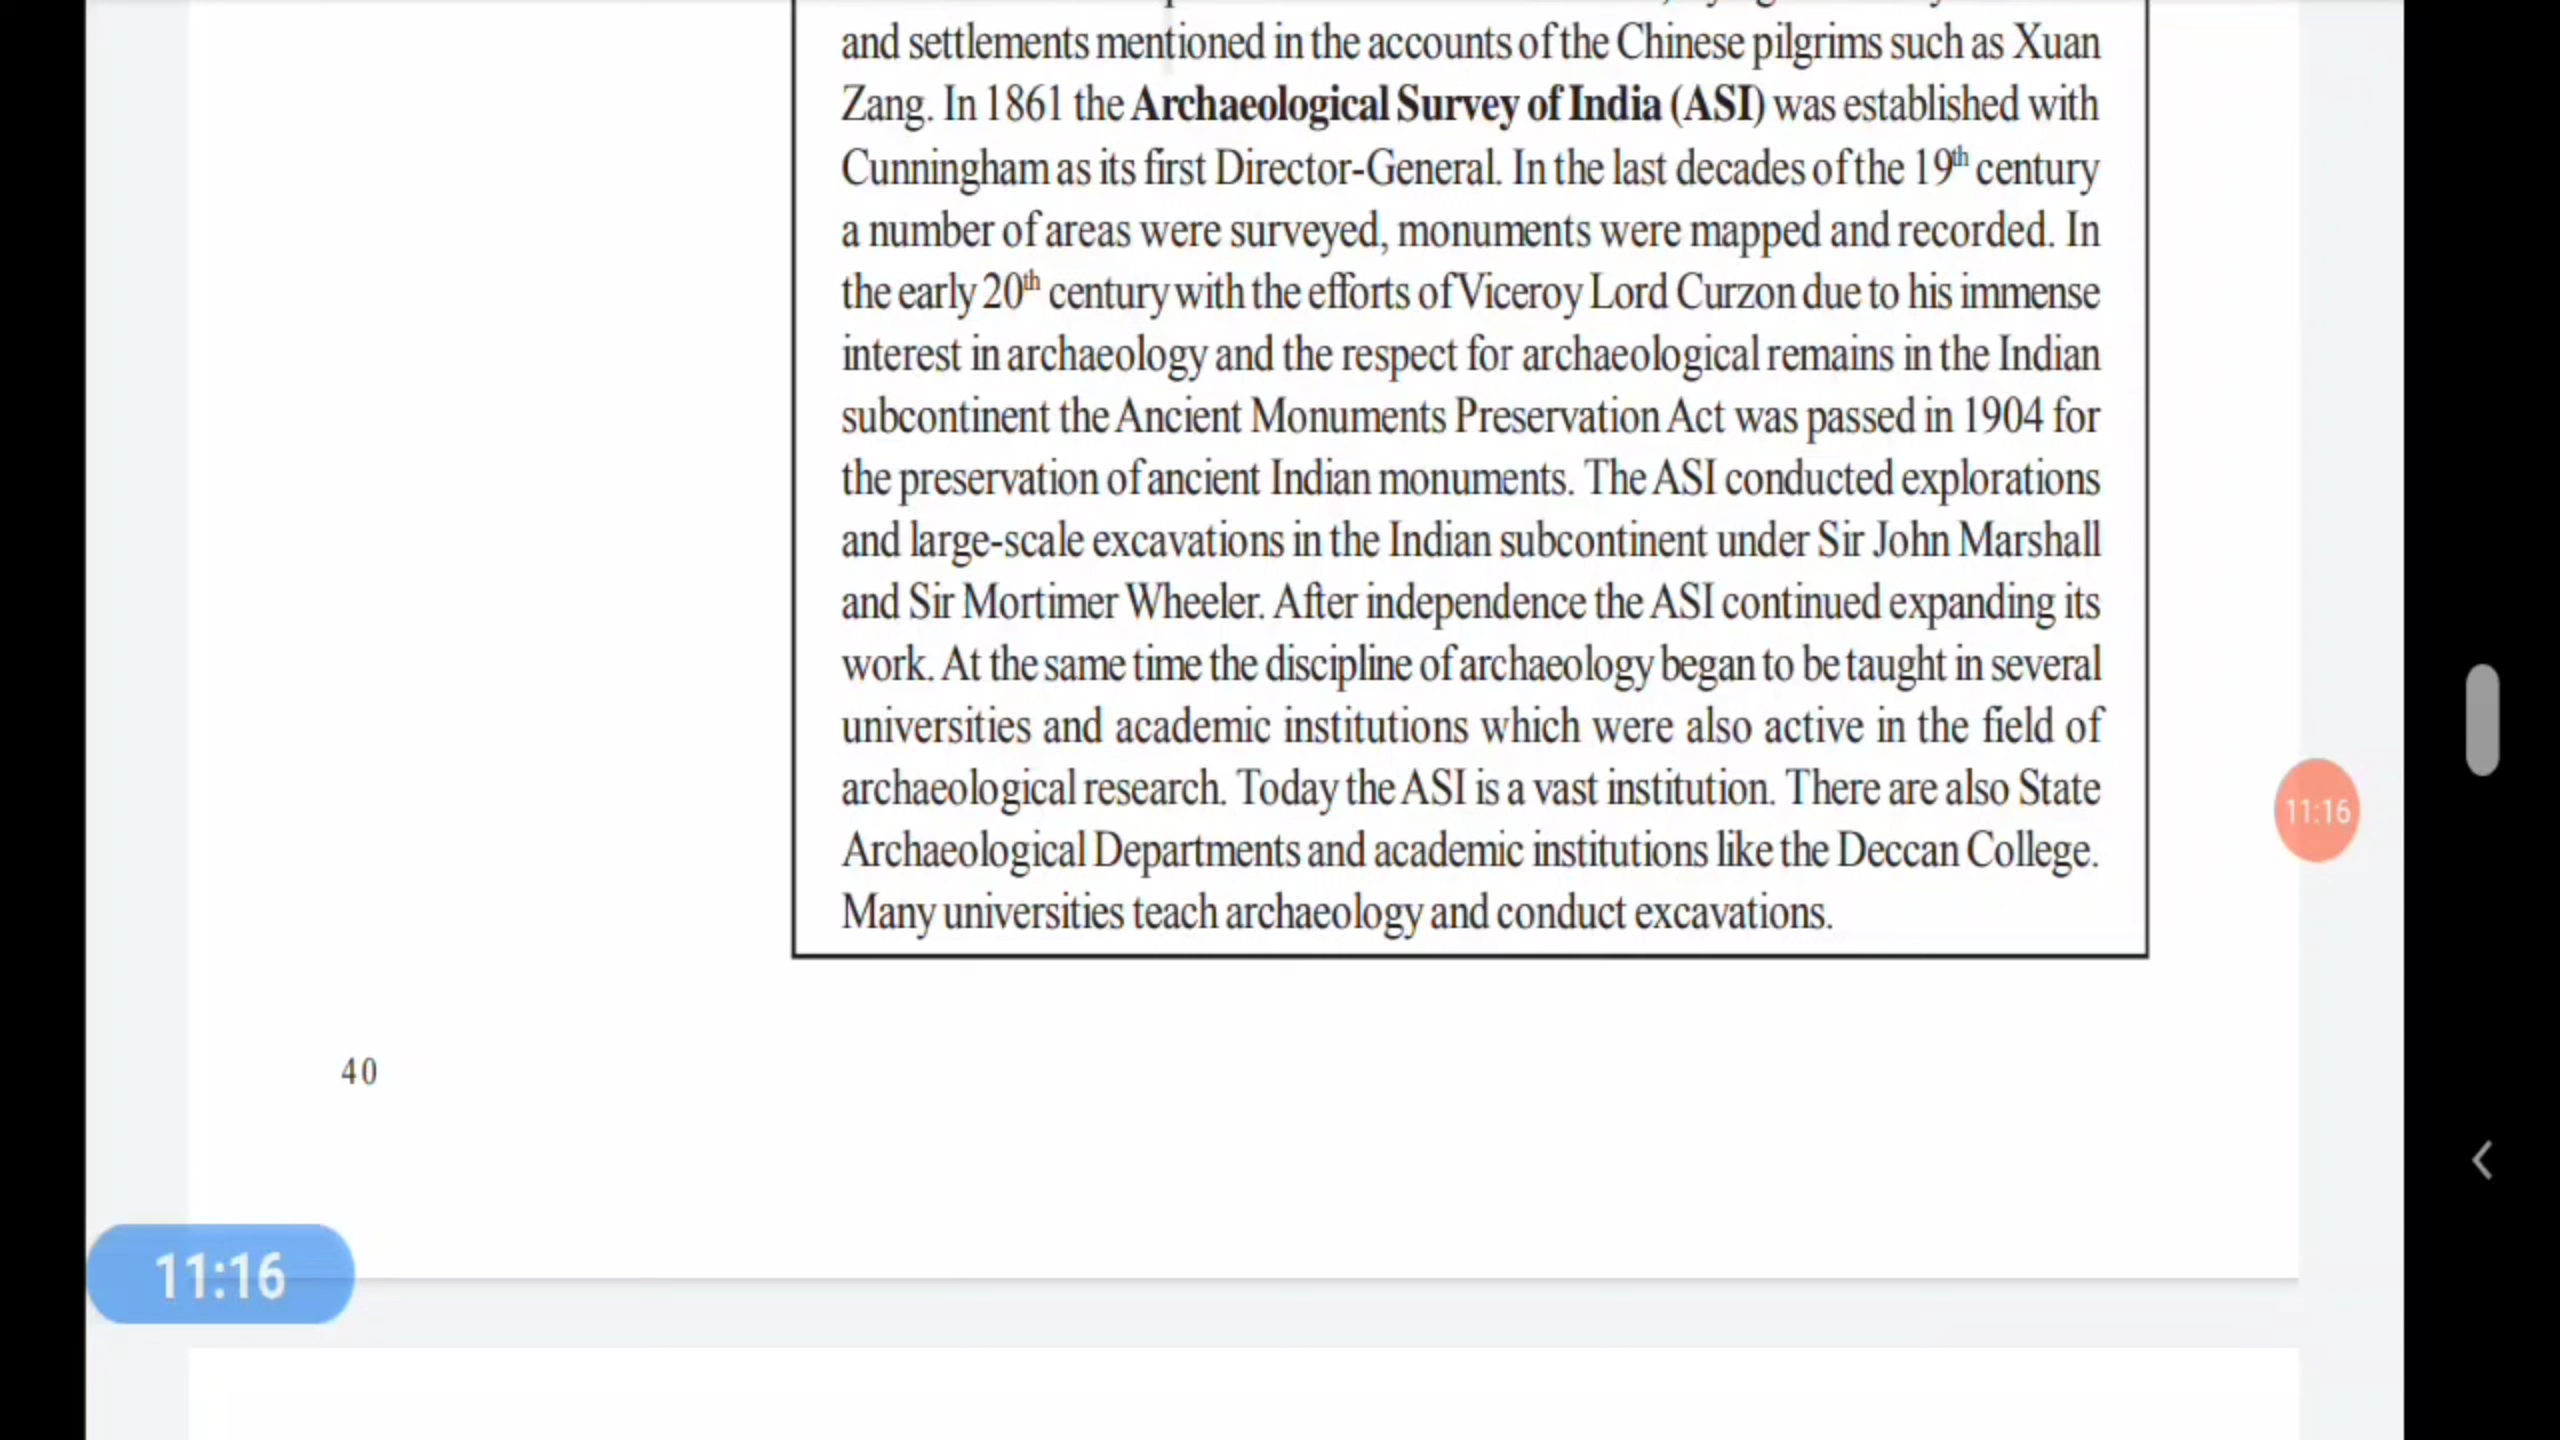 and settlements mentioned in the accounts of the Chinese pilgrims such as Xuan
Zang. In 1861 the Archaeological Survey of India (ASI) was established with
Cunningham as its first Director-General. In the last decades of the 19th century
a number of areas were surveyed, monuments were mapped and recorded. In
the early 20th century with the efforts of Viceroy Lord Curzon due to his immense
interest in archaeology and the respect for archaeological remains in the Indian
subcontinent the Ancient Monuments Preservation Act was passed in 1904 for
the preservation of ancient Indian monuments. The ASI conducted explorations
and large-scale excavations in the Indian subcontinent under Sir John Marshall
and Sir Mortimer Wheeler. After independence the ASI continued expanding its
work. At the same time the discipline of archaeology began to be taught in several
universities and academic institutions which were also active in the field of
archaeological research. Today the ASI is a vast institution. There are also State
Archaeological Departments and academic institutions like the Deccan College.
Many universities teach archaeology and conduct excavations.
11:16
40
11:16